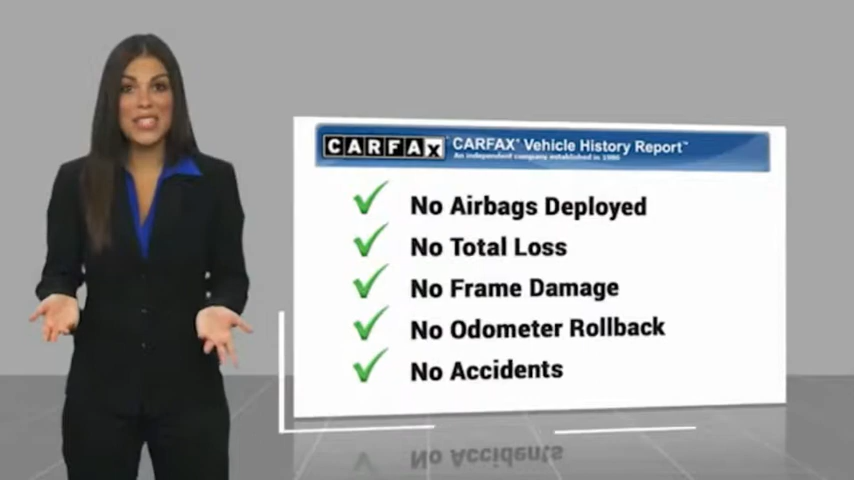 CARFAX CARFAX® Vehicle History Report™
An independent company established in 1986
No Airbags Deployed
No Total Loss
No Frame Damage
No Odometer Rollback
No Accidents
No Accidents